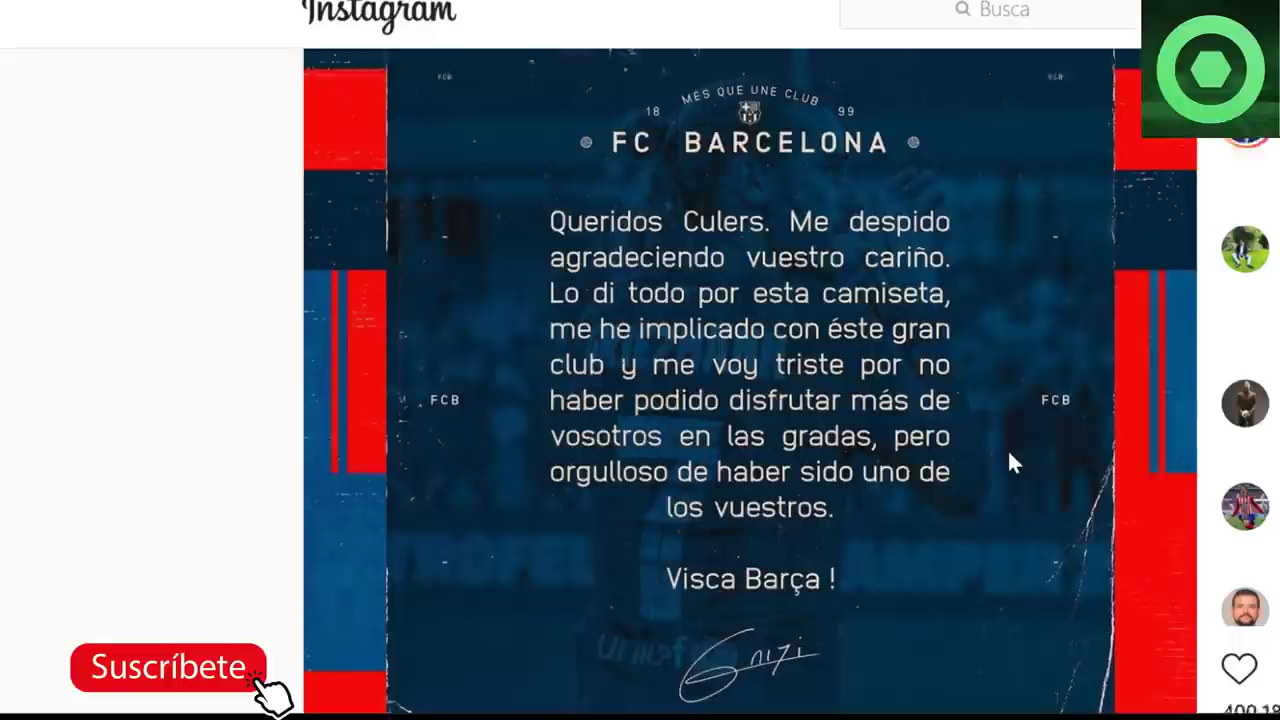 Instagram
Busca
FCB
FCB
MÉS QUE UNE CLUB
18
99
FC BARCELONA
Queridos Culers. Me despido
agradeciendo vuestro cariño.
Lo di todo por esta camiseta,
me he implicado con éste gran
club y me voy triste por no
haber podido disfrutar más de
FCB
FCB
vosotros en las gradas, pero
orgulloso de haber sido uno de
los vuestros.
Visca Barça !
Suscríbete